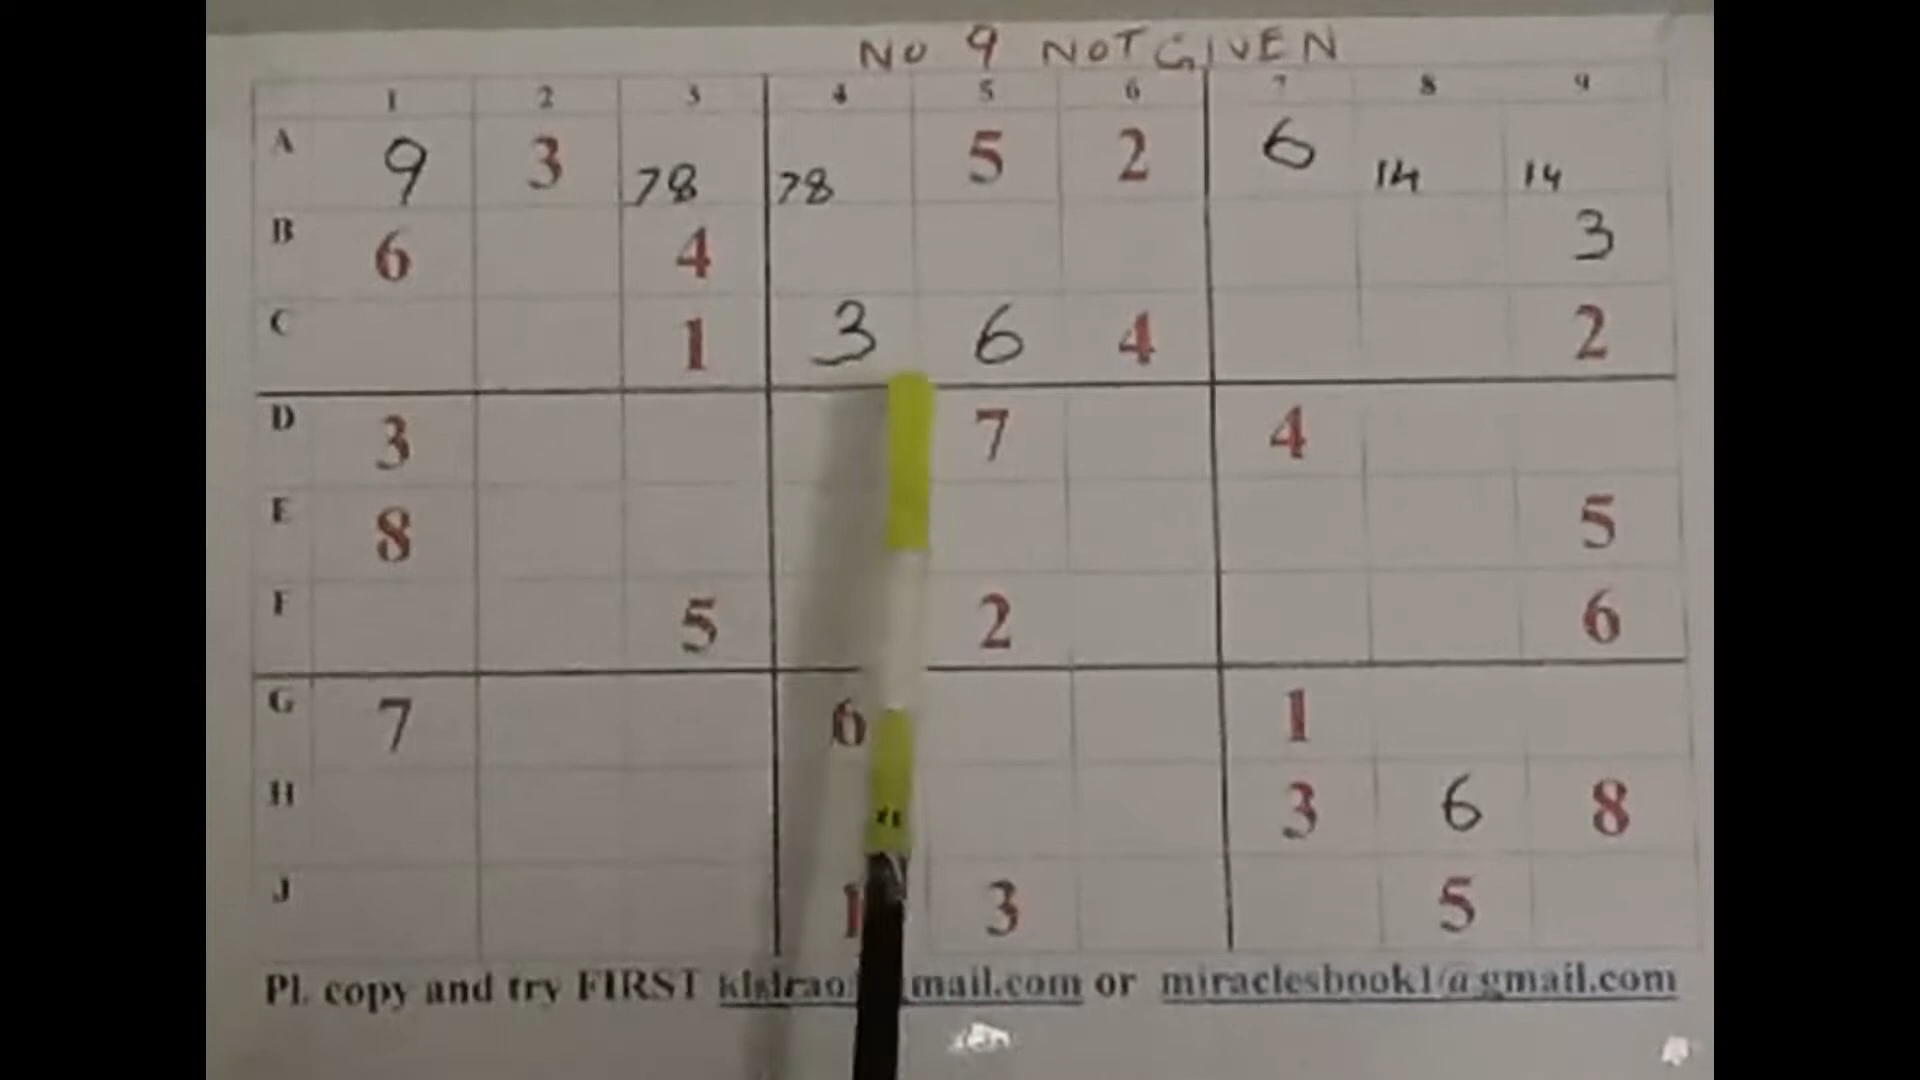 NO 9 NOT GIVEN
1 2 3 4 5 6 7 8 9
A 9 3 78 78 5 2 6 14 14
B 6 4 3
C 1 3 6 4 2
D 3 7 4
E 8 5
F 5 2 6
G 7 6 1
H 3 6 8
J 1 3 5
Pl. copy and try FIRST mail.com or miraclesbook1@gmail.com